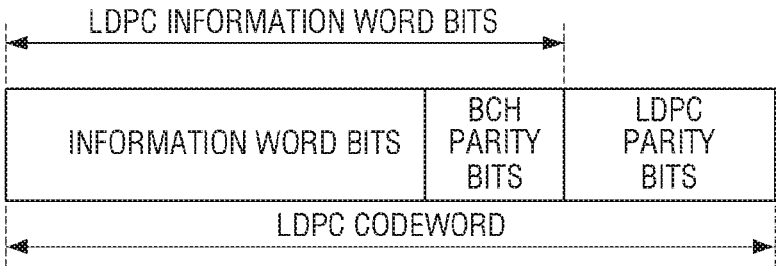 LDPC INFORMATION WORD BITS
INFORMATION WORD BITS
BCH
PARITY
BITS
LDPC
PARITY
BITS
LDPC CODEWORD